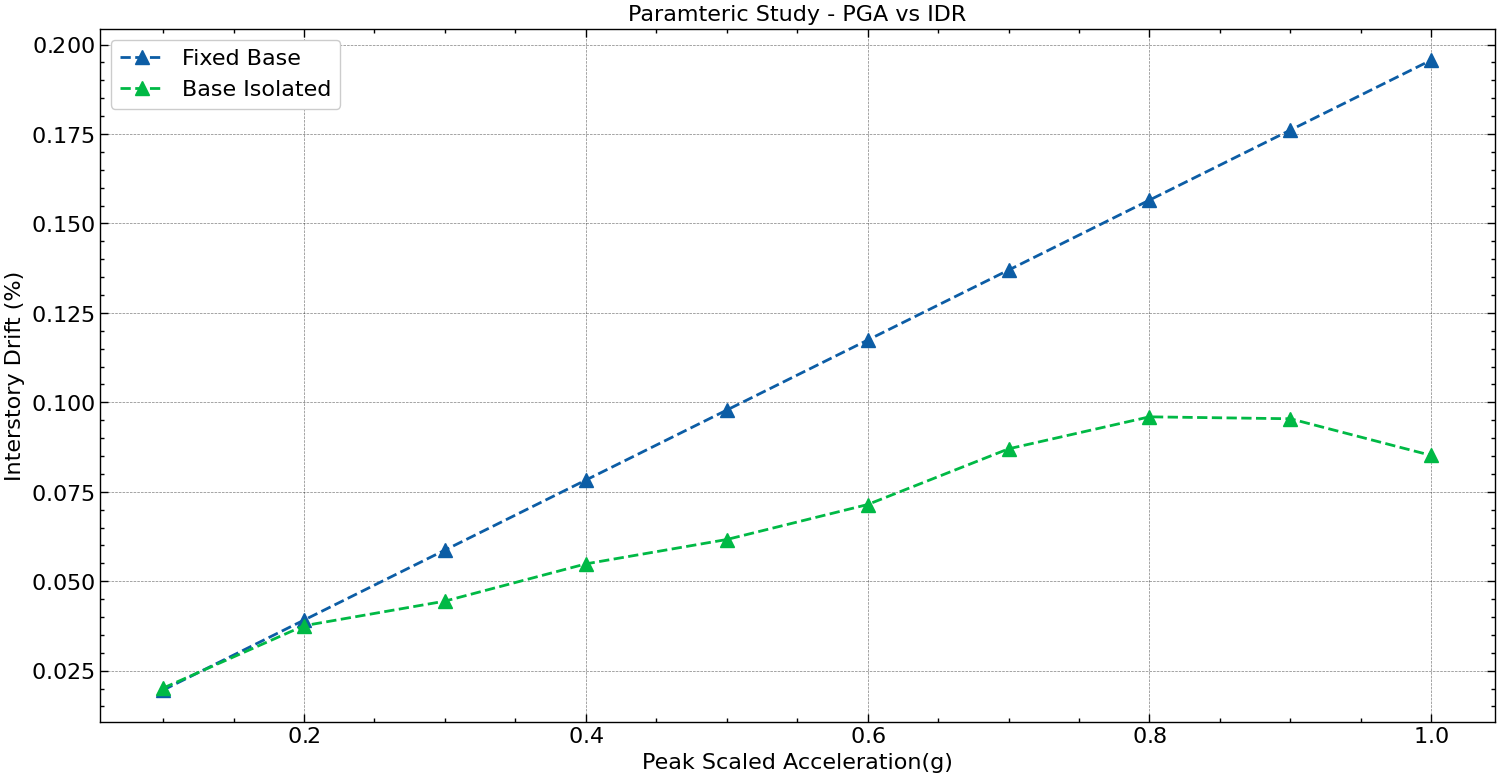 Paramteric Study - PGA vs IDR
Fixed Base
Base Isolated
Interstory Drift (%)
0.200
0.175
0.150
0.125
0.100
0.075
0.050
0.025
0.2 0.4 0.6 0.8 1.0
Peak Scaled Acceleration(g)